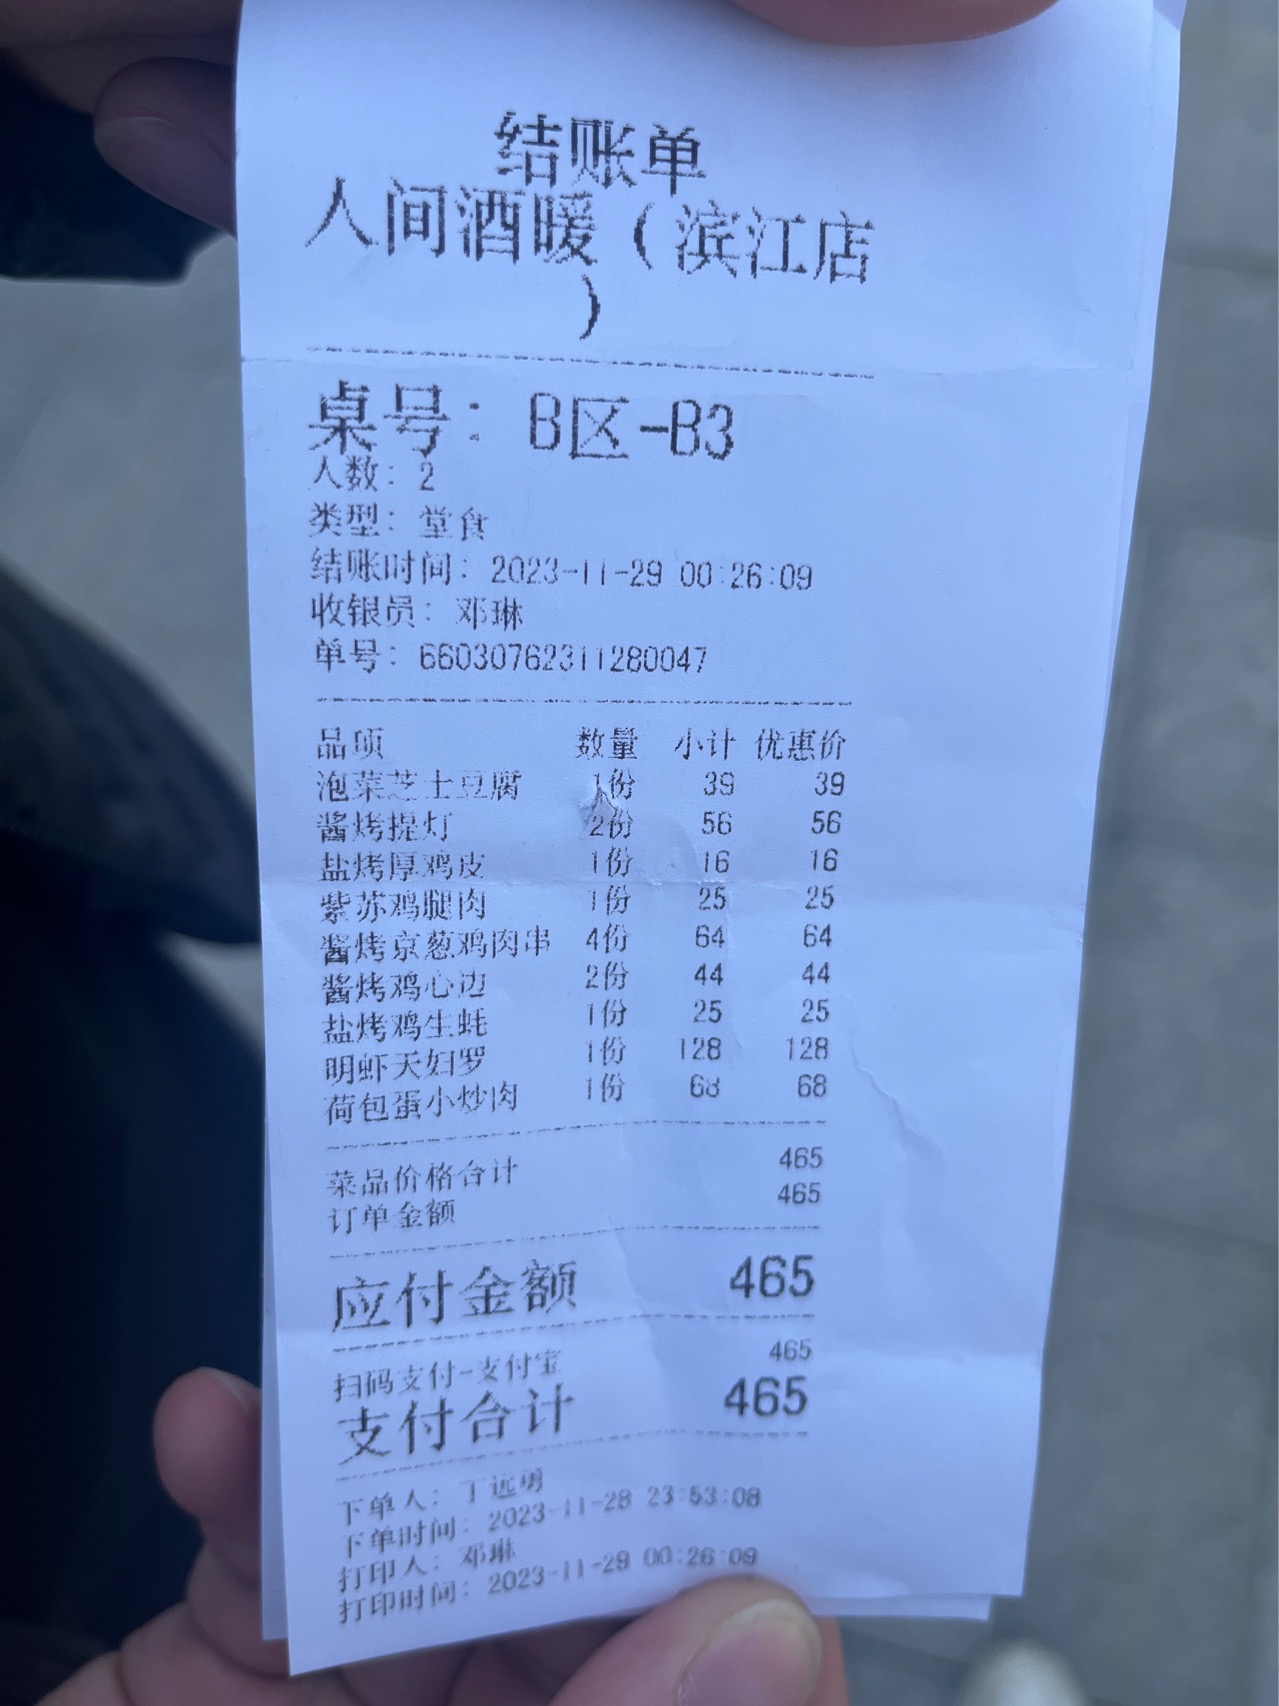 结账单
人间酒暖（滨江店
）
桌号：B区-B3
人数：2
类型：堂食
结账时间：2023-11-29 00:26:09
收银员：邓琳
单号：66030762311280047
品项 数量 小计 优惠价
泡菜芝士豆腐 1份 39 39
酱烤提灯 2份 56 56
盐烤厚鸡皮 1份 16 16
紫苏鸡腿肉 1份 25 25
酱烤京葱鸡肉串 4份 64 64
酱烤鸡心边 2份 44 44
盐烤鸡生蚝 1份 25 25
明虾天妇罗 1份 128 128
荷包蛋小炒肉 1份 68 68
菜品价格合计 465
订单金额 465
应付金额 465
扫码支付-支付宝 465
支付合计 465
下单人：丁远勇
下单时间：2023-11-28 23:53:08
打印人：邓琳
打印时间：2023-11-29 00:26:09